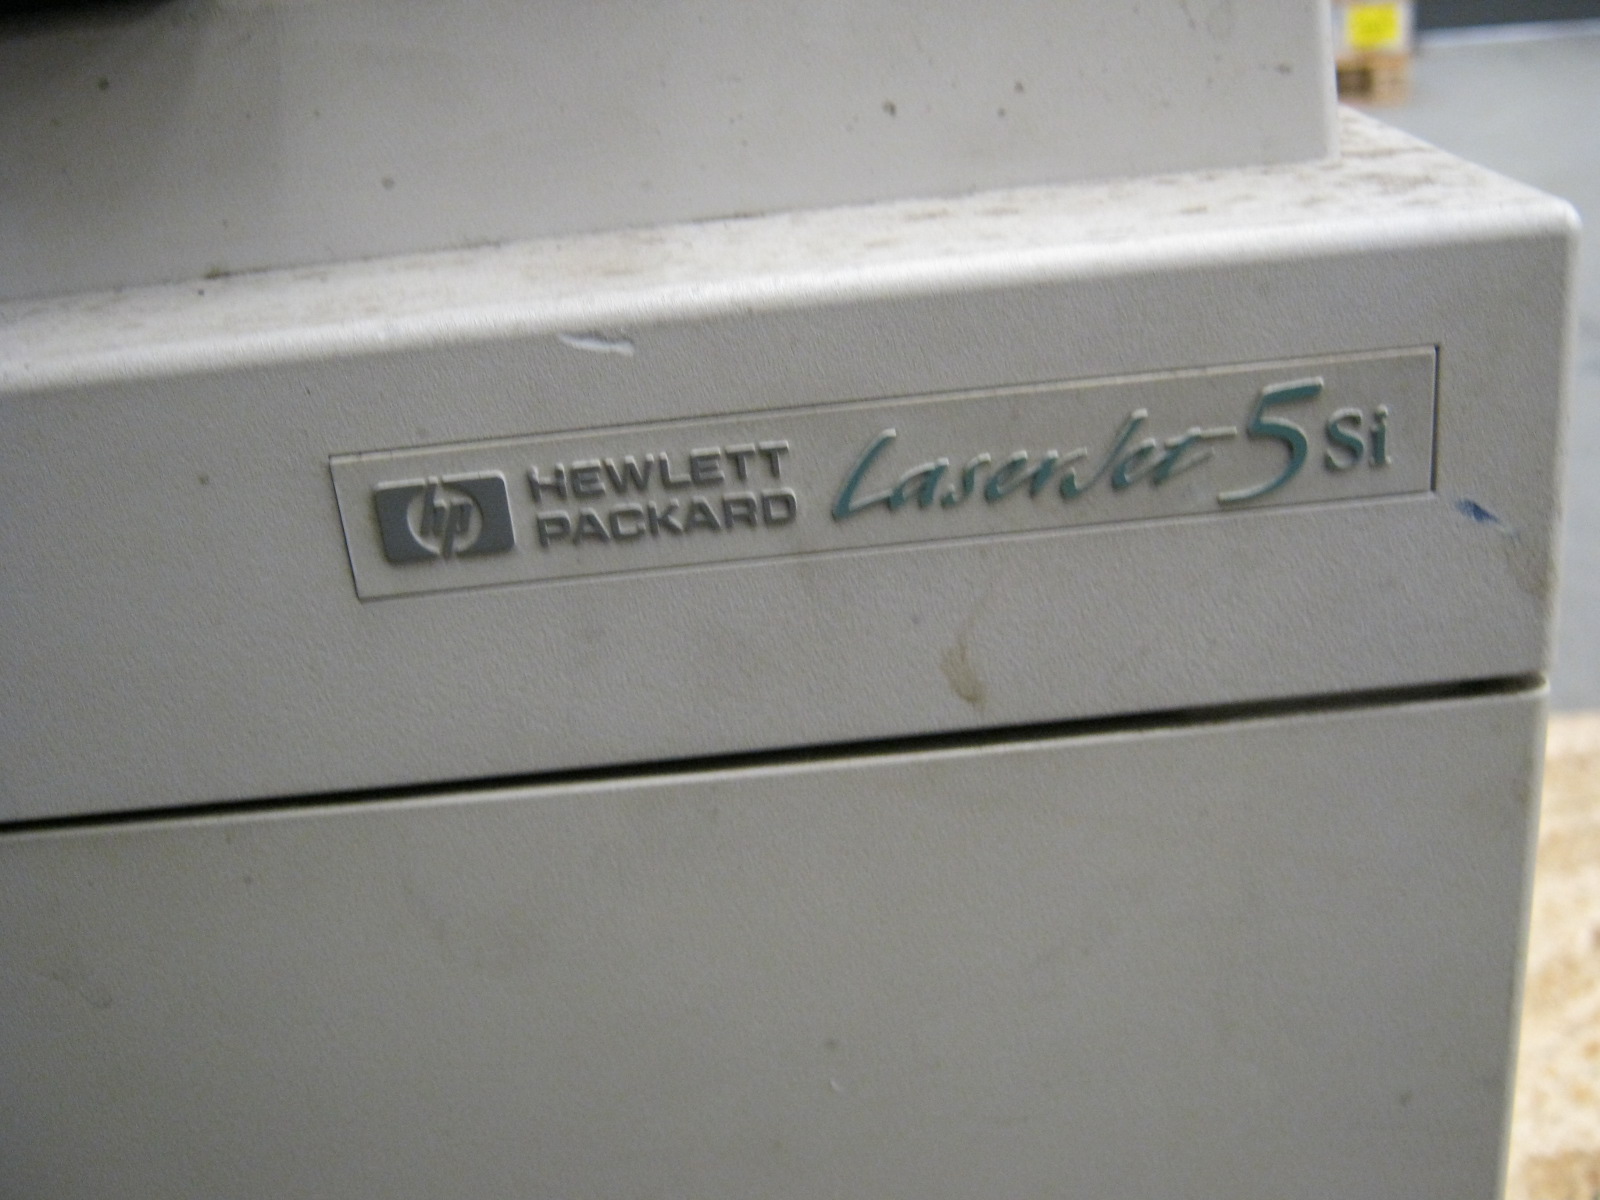 hp HEWLETT
PACKARD
LaserJet 5Si